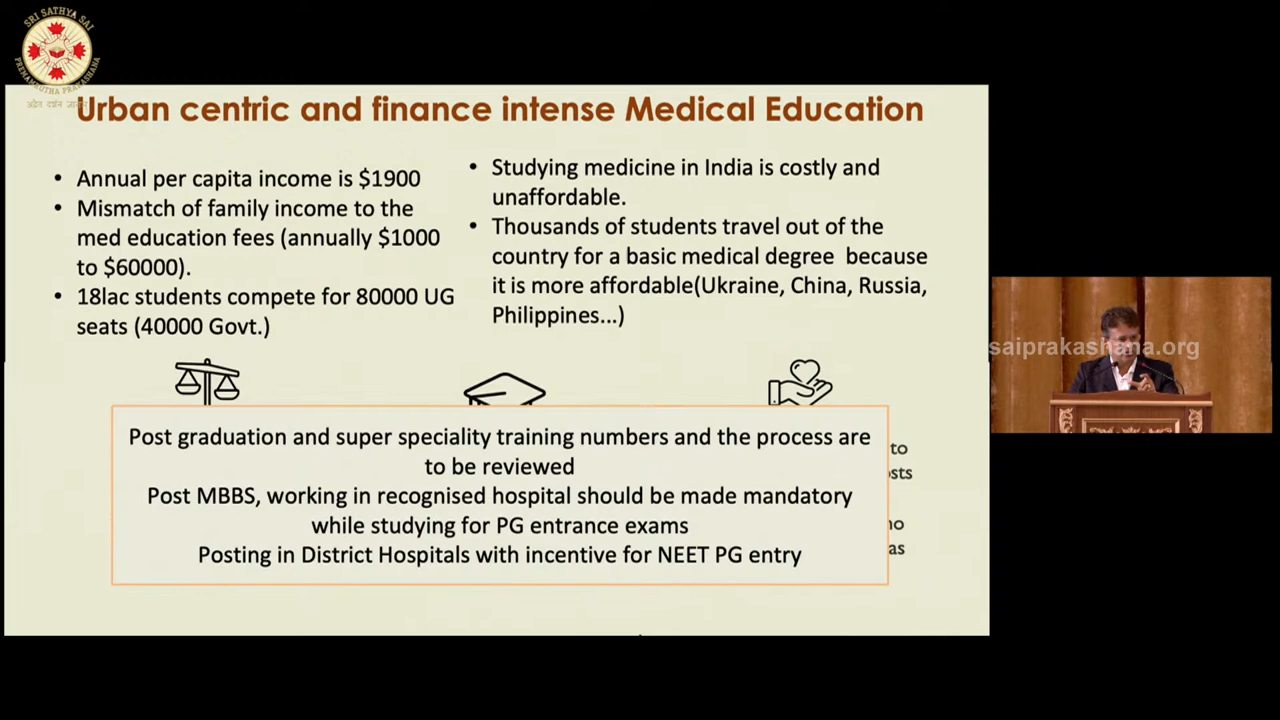 SRI SATHYA SAI
PREMAMRUTHA PRAKASHANA
Urban centric and finance intense Medical Education
• Annual per capita income is $1900
• Mismatch of family income to the
med education fees (annually $1000
to $60000).
• 18lac students compete for 80000 UG
seats (40000 Govt.)
• Studying medicine in India is costly and
unaffordable.
• Thousands of students travel out of the
country for a basic medical degree because
it is more affordable(Ukraine, China, Russia,
Philippines...)
saiprakashana.org
Post graduation and super speciality training numbers and the process are
to be reviewed
Post MBBS, working in recognised hospital should be made mandatory
while studying for PG entrance exams
Posting in District Hospitals with incentive for NEET PG entry
to